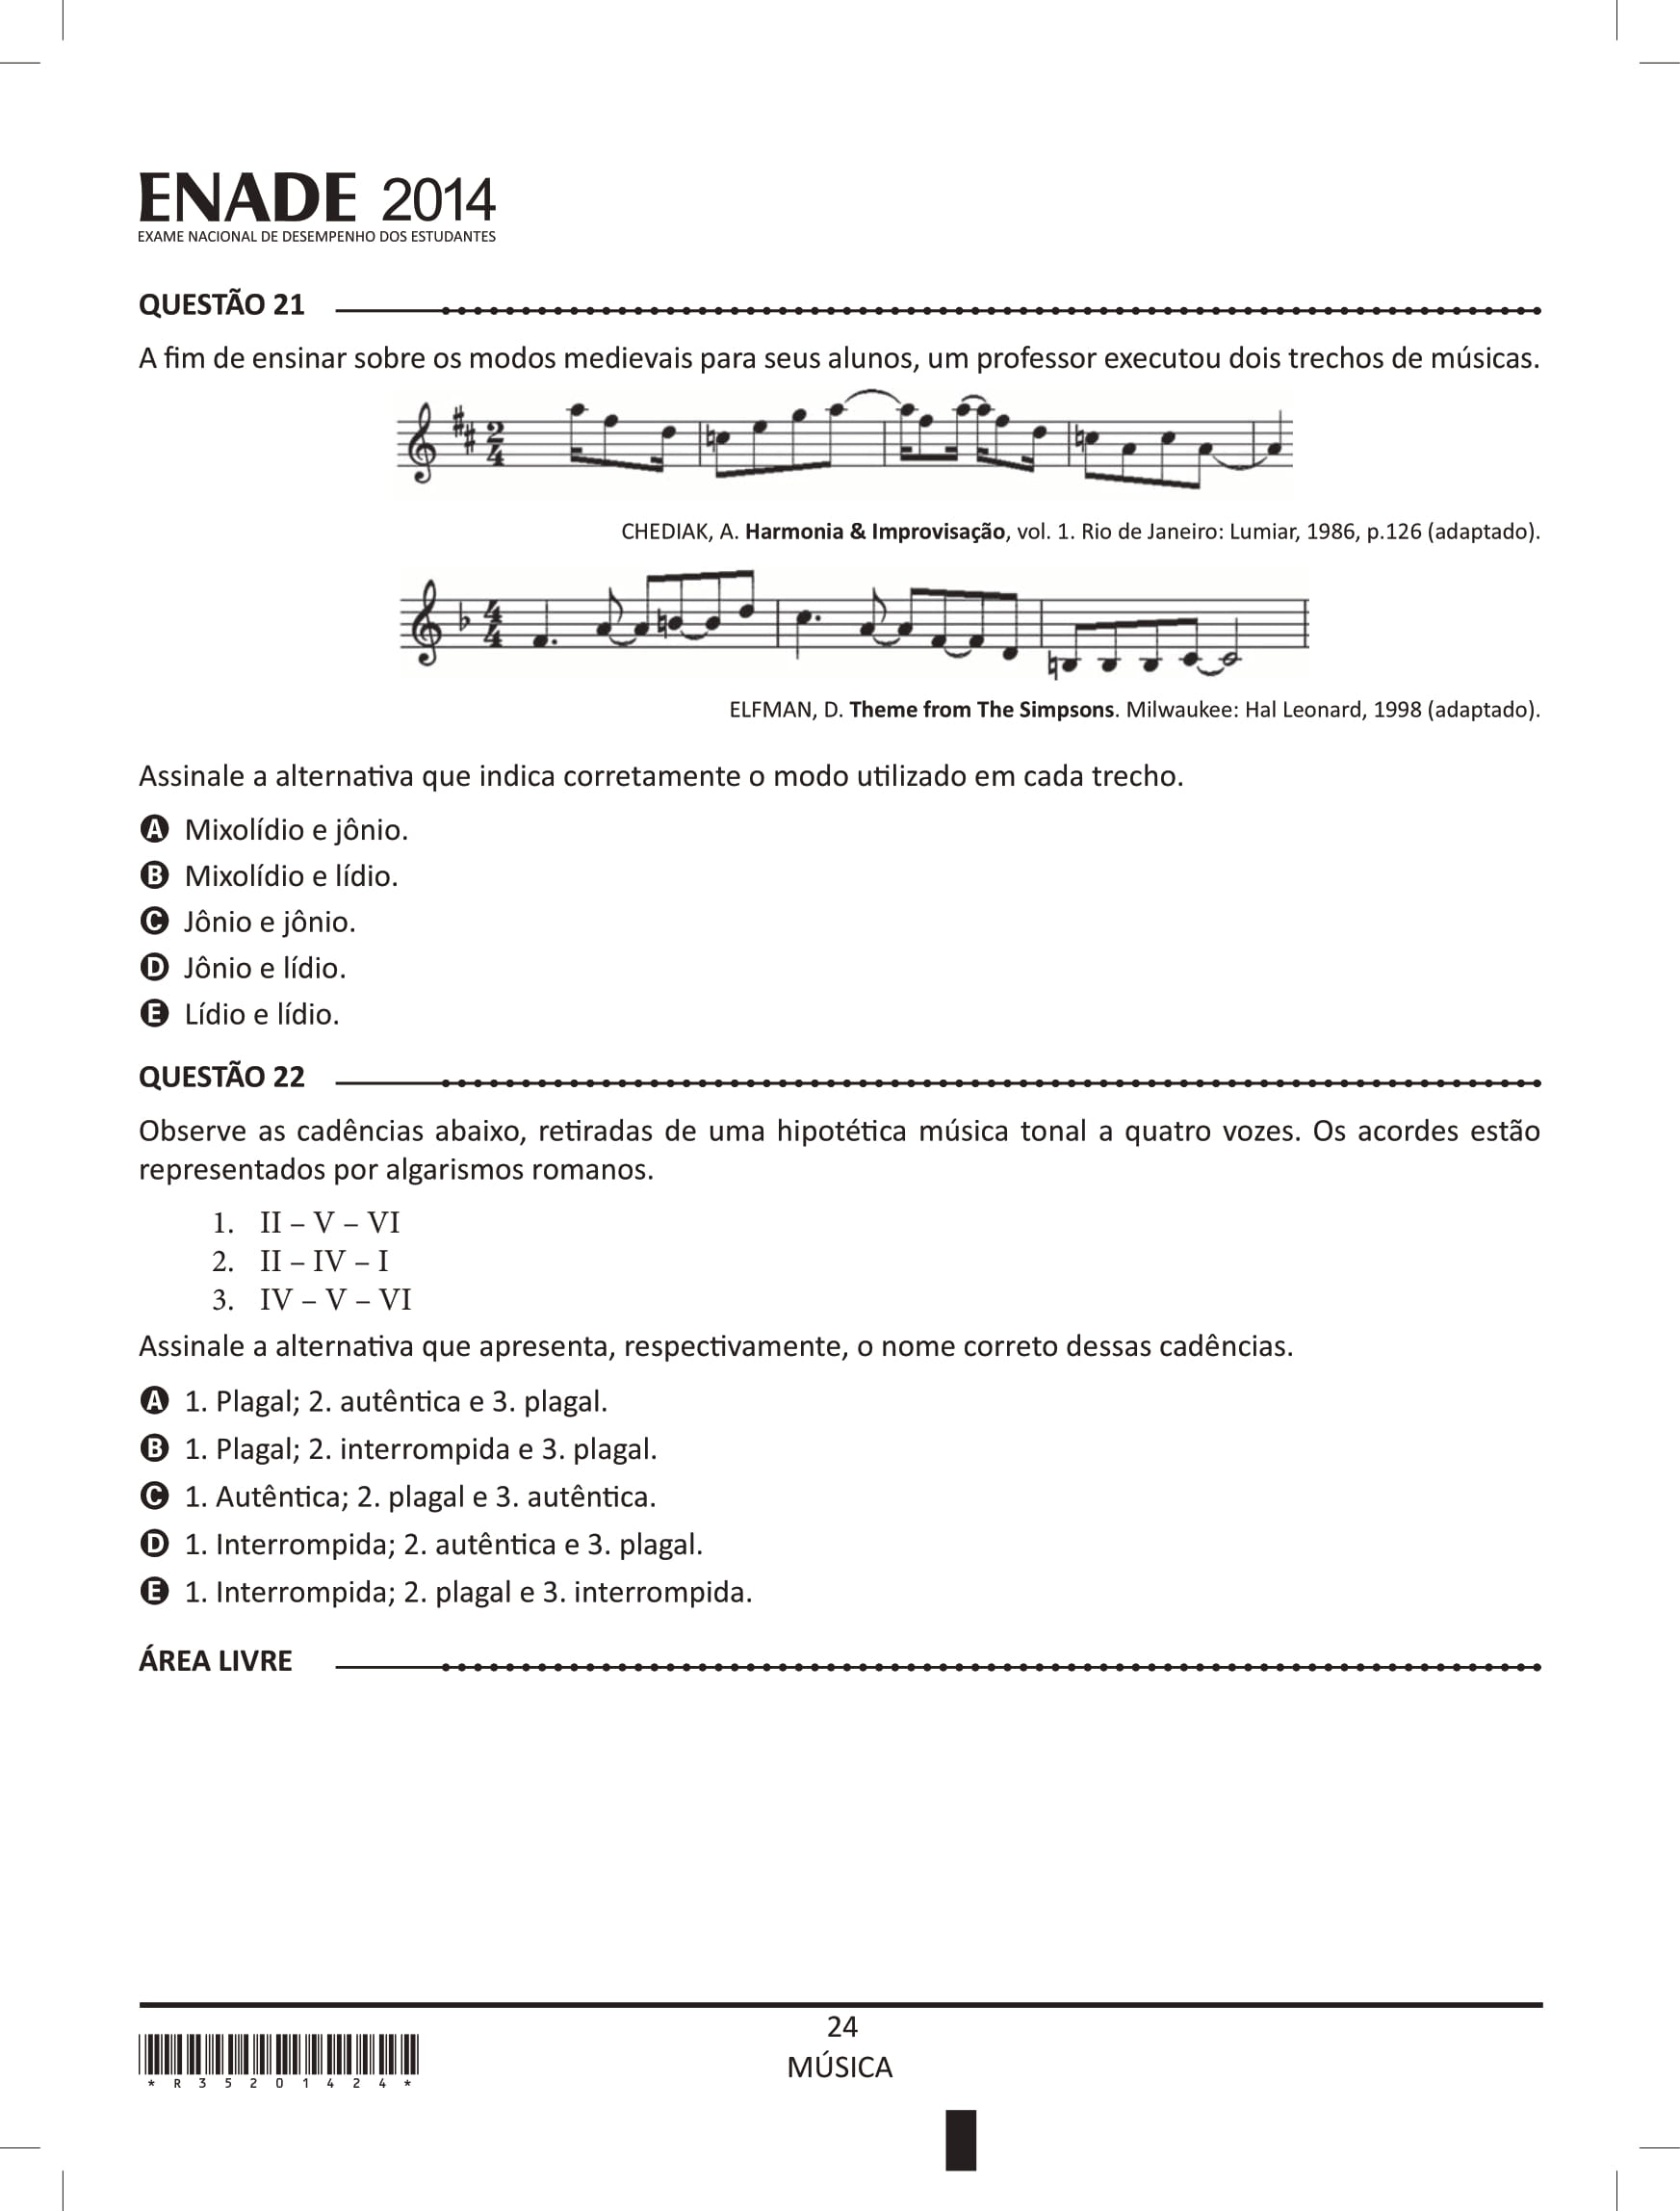 ENADE 2014
EXAME NACIONAL DE DESEMPENHO DOS ESTUDANTES
QUESTÃO 21
A fim de ensinar sobre os modos medievais para seus alunos, um professor executou dois trechos de músicas.
2
4
CHEDIAK, A. Harmonia & Improvisação, vol. 1. Rio de Janeiro: Lumiar, 1986, p.126 (adaptado).
4
4
ELFMAN, D. Theme from The Simpsons. Milwaukee: Hal Leonard, 1998 (adaptado).
Assinale a alternativa que indica corretamente o modo utilizado em cada trecho.
A Mixolídio e jônio.
B Mixolídio e lídio.
C Jônio e jônio.
D Jônio e lídio.
E Lídio e lídio.
QUESTÃO 22
Observe as cadências abaixo, retiradas de uma hipotética música tonal a quatro vozes. Os acordes estão
representados por algarismos romanos.
1. II – V – VI
2. II – IV – I
3. IV – V – VI
Assinale a alternativa que apresenta, respectivamente, o nome correto dessas cadências.
A 1. Plagal; 2. autêntica e 3. plagal.
B 1. Plagal; 2. interrompida e 3. plagal.
C 1. Autêntica; 2. plagal e 3. autêntica.
D 1. Interrompida; 2. autêntica e 3. plagal.
E 1. Interrompida; 2. plagal e 3. interrompida.
ÁREA LIVRE
24
MÚSICA
* R 3 5 2 0 1 4 2 4 *